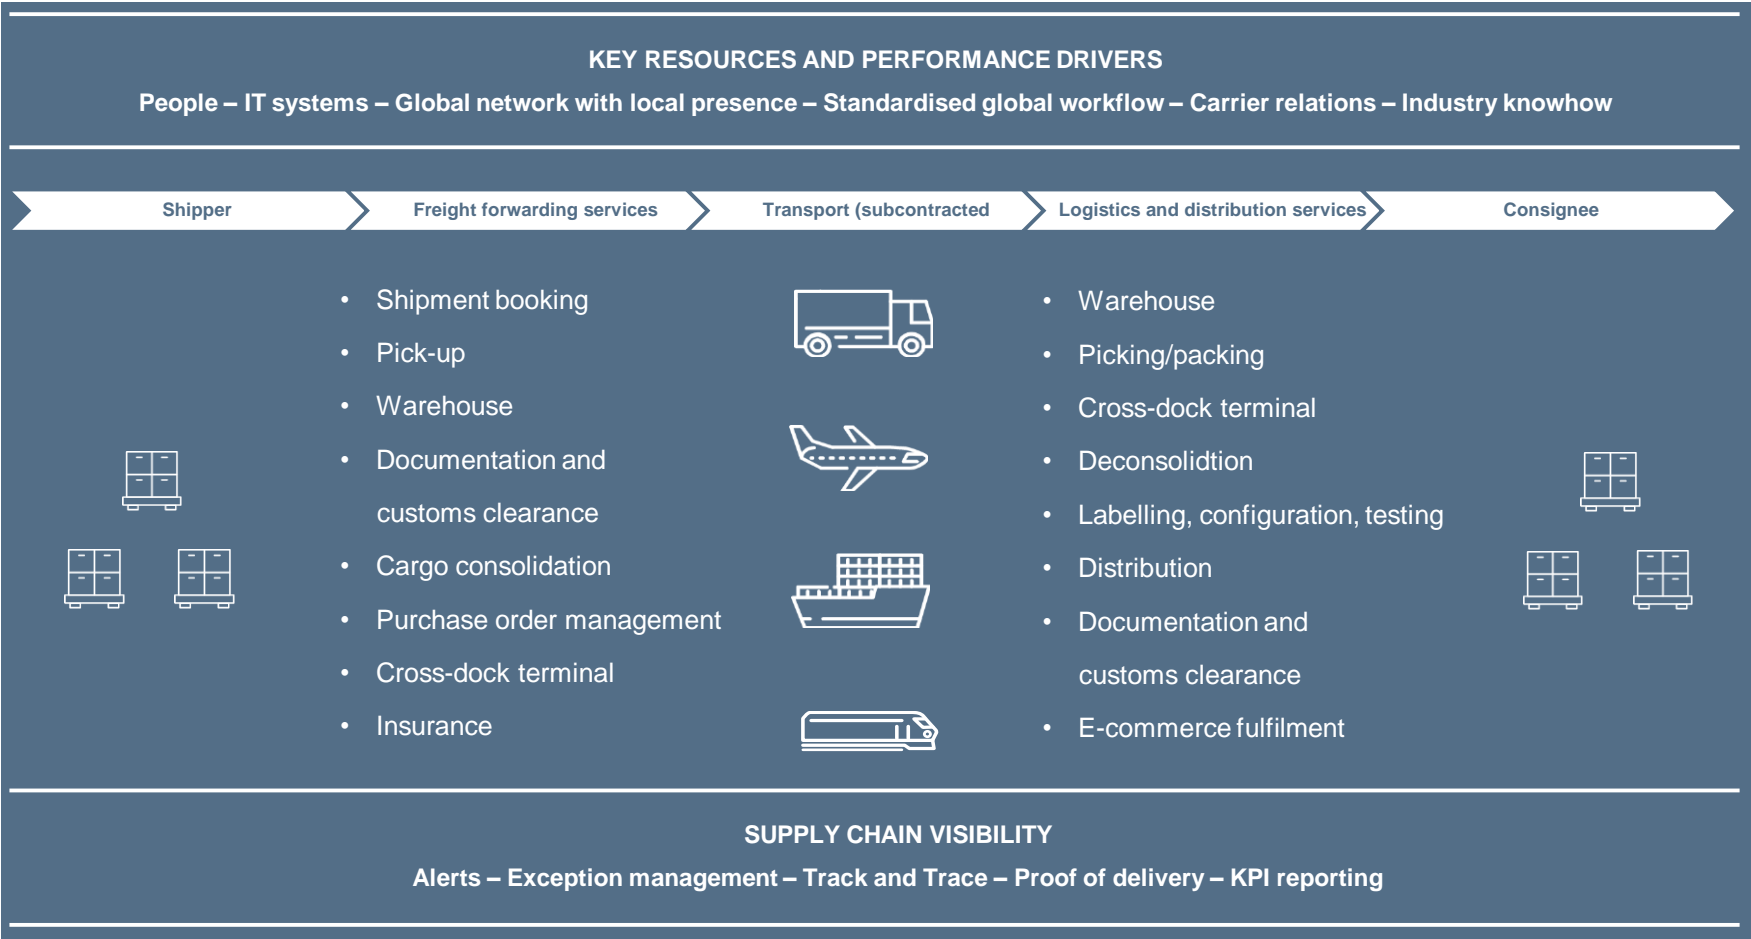 KEY RESOURCES AND PERFORMANCE DRIVERS
People – IT systems – Global network with local presence – Standardised global workflow – Carrier relations – Industry knowhow
Shipper
Freight forwarding services
Transport (subcontracted
Logistics and distribution services
Consignee
• Shipment booking
• Pick-up
• Warehouse
• Documentation and
customs clearance
• Cargo consolidation
• Purchase order management
• Cross-dock terminal
• Insurance
• Warehouse
• Picking/packing
• Cross-dock terminal
• Deconsolidtion
• Labelling, configuration, testing
• Distribution
• Documentation and
customs clearance
• E-commerce fulfilment
SUPPLY CHAIN VISIBILITY
Alerts – Exception management – Track and Trace – Proof of delivery – KPI reporting